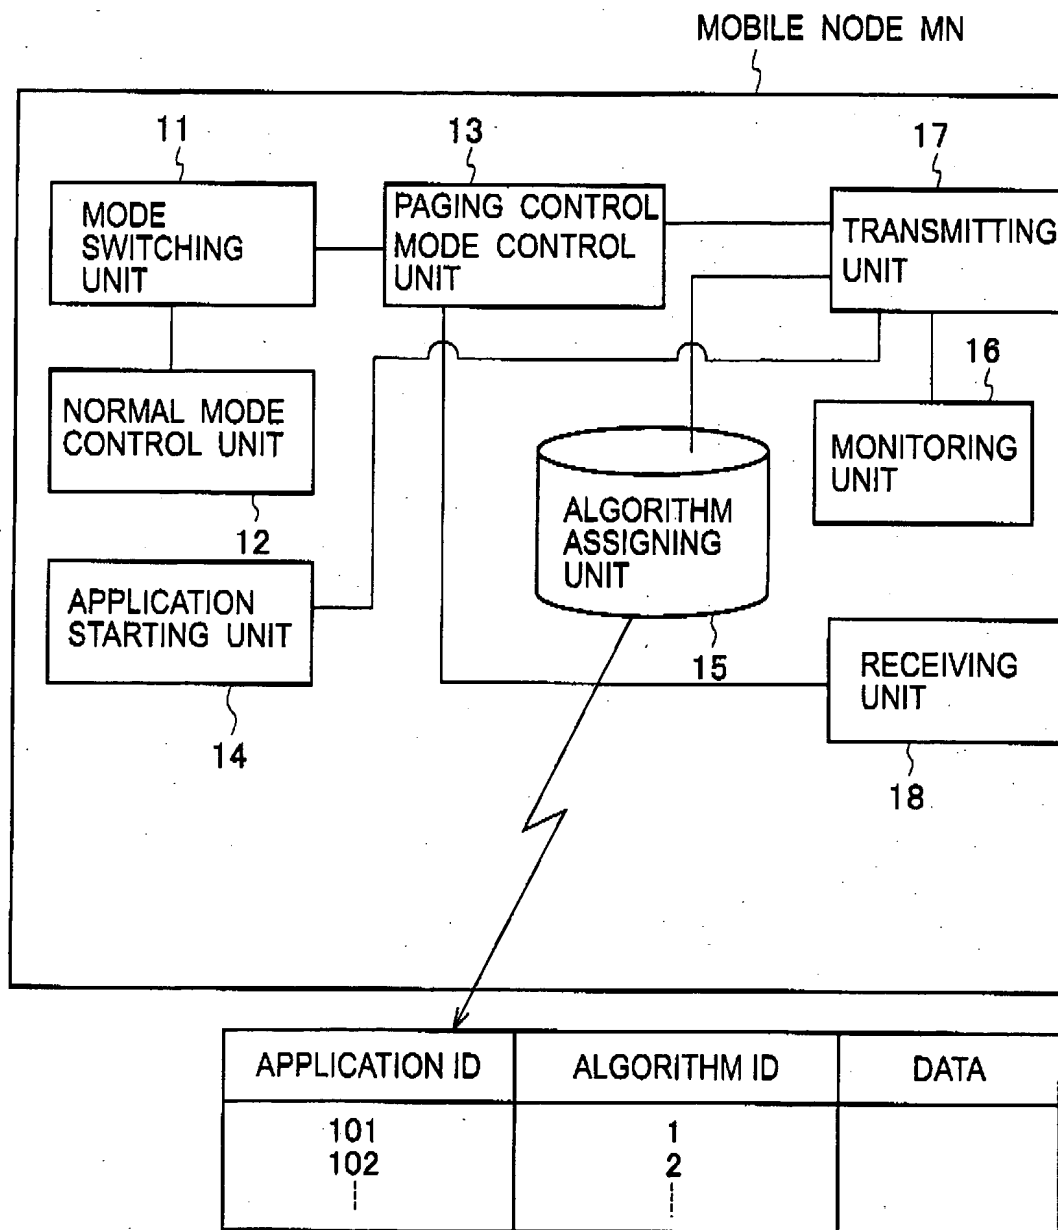 MOBILE NODE MN
11
13
17
MODE
SWITCHING
UNIT
PAGING CONTROL
MODE CONTROL
UNIT
TRANSMITTING
UNIT
16
NORMAL MODE
CONTROL UNIT
MONITORING
UNIT
12
ALGORITHM
ASSIGNING
UNIT
APPLICATION
STARTING UNIT
15
RECEIVING
UNIT
14
18
APPLICATION ID ALGORITHM ID DATA
101 1
102 2